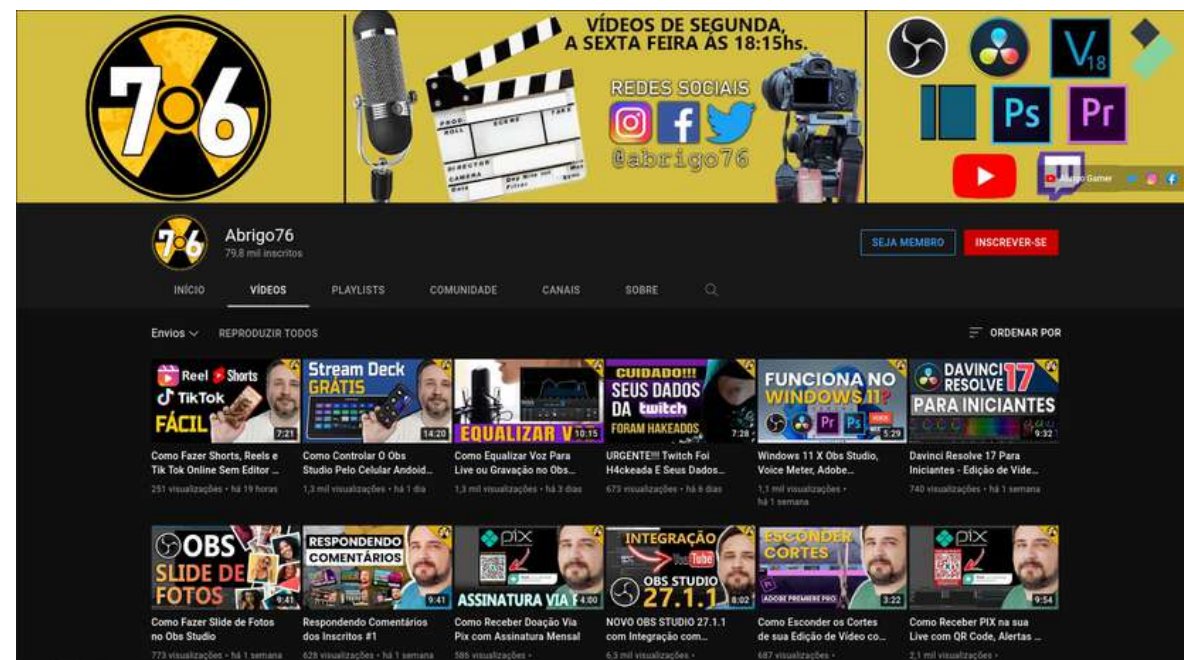 76
VÍDEOS DE SEGUNDA,
A SEXTA FEIRA ÁS 18:15hs.
REDES SOCIAIS
@abrigo76
PROD.
ROLL
SCENE
TAKE
DIRECTOR
CAMERA
Date
Day Nite Int
Filter
V18
Ps
Pr
Gamer
76
Abrigo76
79,8 mil inscritos
SEJA MEMBRO
INSCREVER-SE
INÍCIO
VÍDEOS
PLAYLISTS
COMUNIDADE
CANAIS
SOBRE
Envios
REPRODUZIR TODOS
ORDENAR POR
Reel Shorts
TikTok
FÁCIL
7:21
Stream Deck
GRÁTIS
14:20
EQUALIZAR V
10:15
CUIDADO!!!
SEUS DADOS
DA twitch
FORAM HAKEADOS
7:28
FUNCIONA NO
WINDOWS 11?
Pr
Ps
5:29
DAVINCI
RESOLVE 17
PARA INICIANTES
9:32
Como Fazer Shorts, Reels e
Tik Tok Online Sem Editor ...
251 visualizações • há 19 horas
Como Controlar O Obs
Studio Pelo Celular Andoid...
1,3 mil visualizações • há 1 dia
Como Equalizar Voz Para
Live ou Gravação no Obs...
1,3 mil visualizações • há 3 dias
URGENTE!!! Twitch Foi
H4ckeada E Seus Dados...
673 visualizações • há 6 dias
Windows 11 X Obs Studio,
Voice Meter, Adobe...
1,1 mil visualizações •
há 1 semana
Davinci Resolve 17 Para
Iniciantes - Edição de Víde...
740 visualizações • há 1 semana
OBS
SLIDE DE
FOTOS
9:41
RESPONDENDO
COMENTÁRIOS
9:41
pix
ASSINATURA VIA P
4:00
INTEGRAÇÃO
YouTube
OBS STUDIO
27.1.1
8:02
ESCONDER
CORTES
ADOBE PREMIERE PRO
3:22
pix
9:54
Como Fazer Slide de Fotos
no Obs Studio
773 visualizações • há 1 semana
Respondendo Comentários
dos Inscritos #1
628 visualizações • há 1 semana
Como Receber Doação Via
Pix com Assinatura Mensal
586 visualizações •
NOVO OBS STUDIO 27.1.1
com Integração com...
6,3 mil visualizações •
Como Esconder os Cortes
de sua Edição de Vídeo co...
687 visualizações •
Como Receber PIX na sua
Live com QR Code, Alertas ...
2,1 mil visualizações •